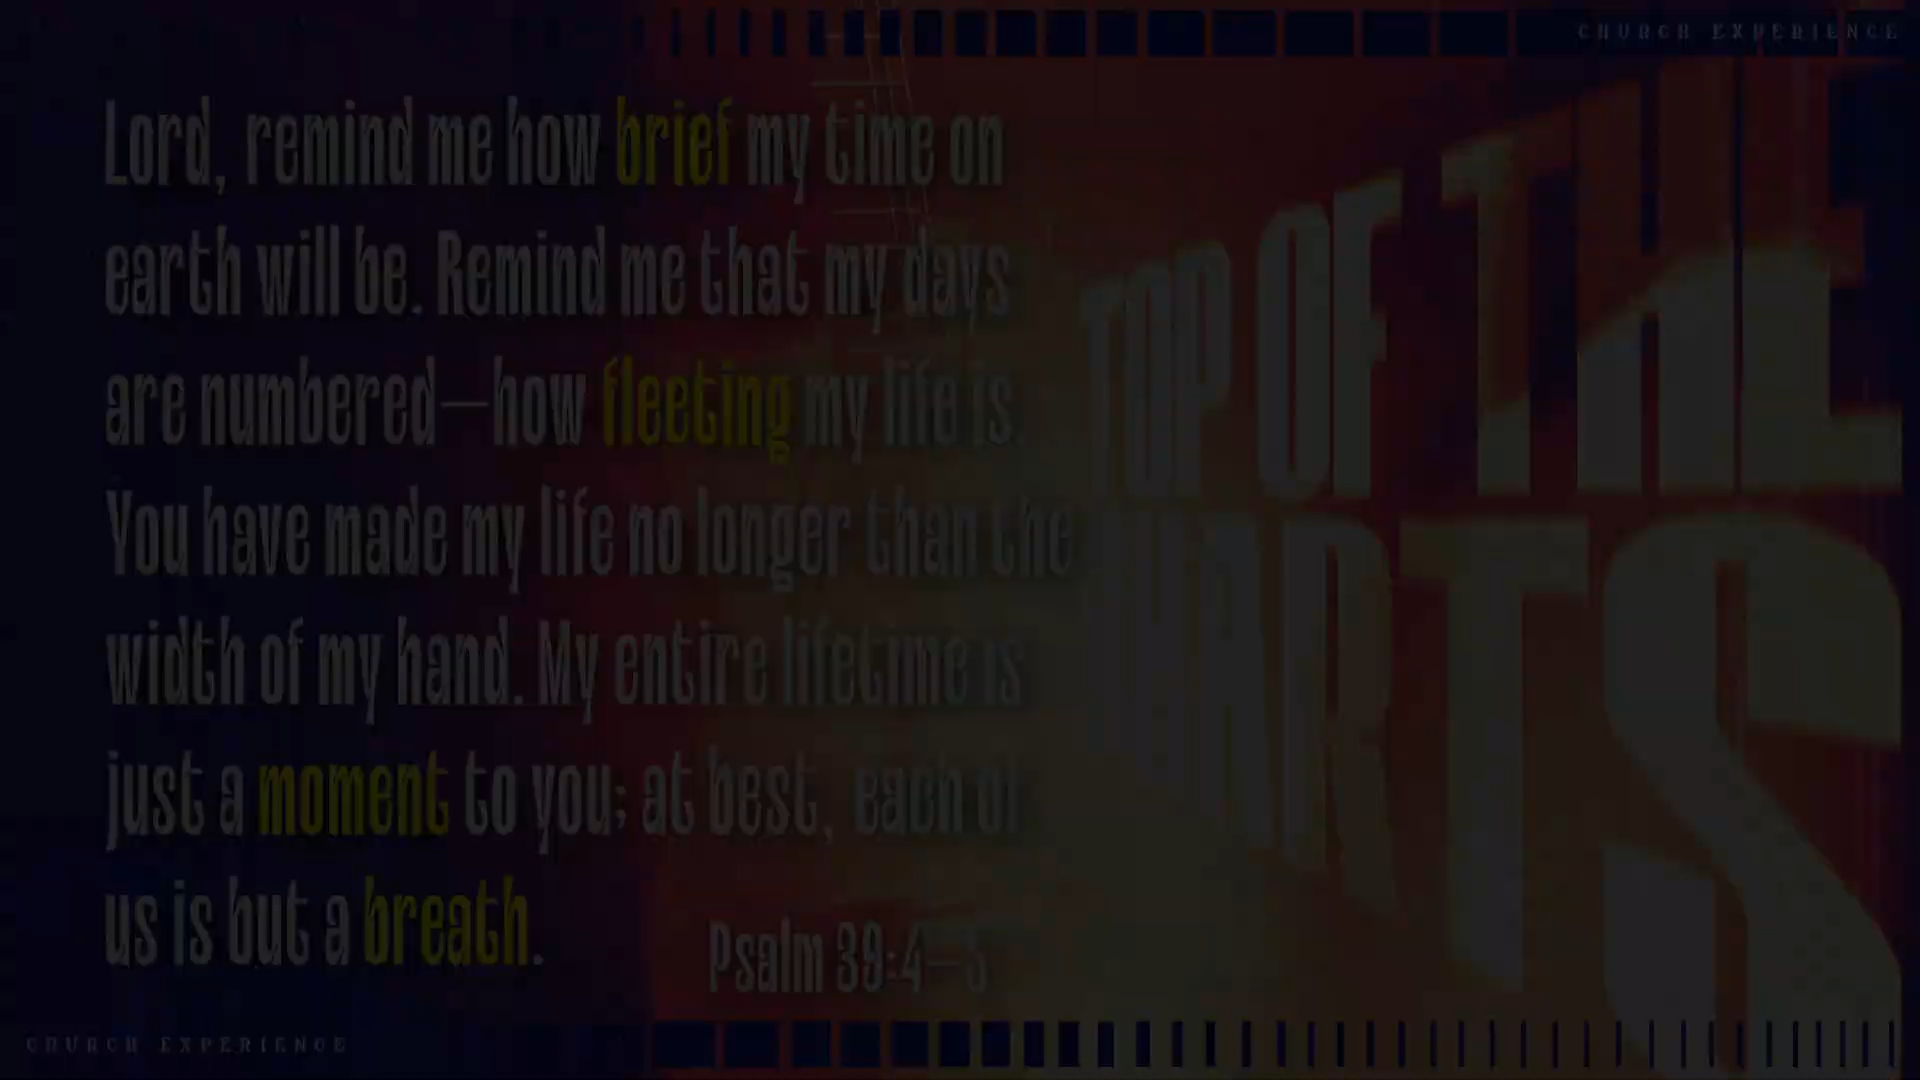 CHURCH EXPERIENCE
Lord, remind me how brief my time on
earth will be. Remind me that my days
are numbered—how fleeting my life is.
You have made my life no longer than the
width of my hand. My entire lifetime is
just a moment to you; at best, each of
us is but a breath.
Psalm 39:4–5
TOP OF THE
CHARTS
CHURCH EXPERIENCE